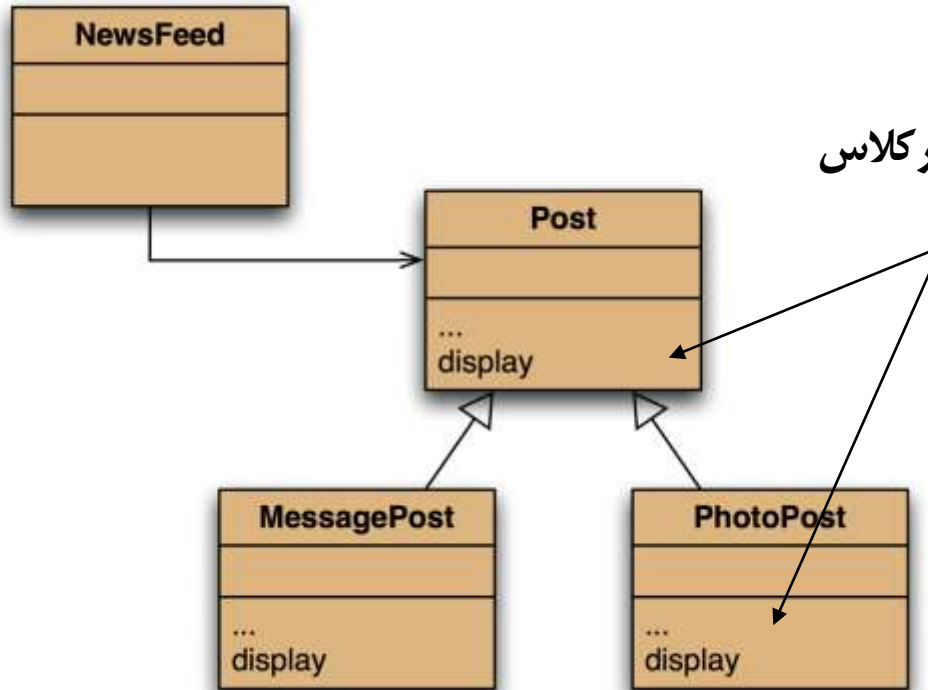 NewsFeed
کلاس
Post
...
display
MessagePost
...
display
PhotoPost
...
display